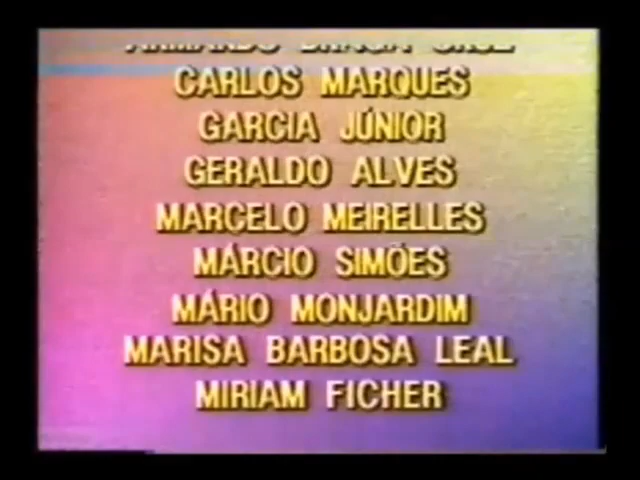 CARLOS MARQUES
GARCIA JÚNIOR
GERALDO ALVES
MARCELO MEIRELLES
MÁRCIO SIMÕES
MÁRIO MONJARDIM
MARISA BARBOSA LEAL
MIRIAM FICHER